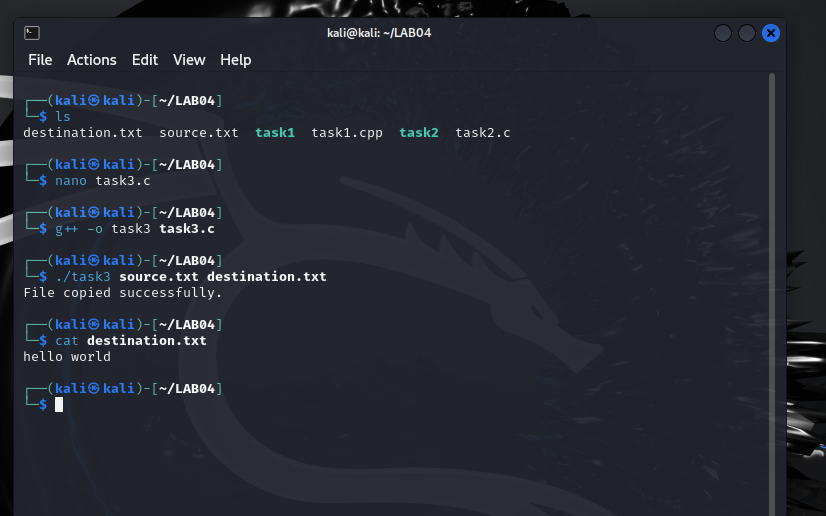 kali@kali: ~/LAB04
File Actions Edit View Help
┌──(kali㉿kali)-[~/LAB04]
└─$ ls
destination.txt source.txt task1 task1.cpp task2 task2.c
┌──(kali㉿kali)-[~/LAB04]
└─$ nano task3.c
┌──(kali㉿kali)-[~/LAB04]
└─$ g++ -o task3 task3.c
┌──(kali㉿kali)-[~/LAB04]
└─$ ./task3 source.txt destination.txt
File copied successfully.
┌──(kali㉿kali)-[~/LAB04]
└─$ cat destination.txt
hello world
┌──(kali㉿kali)-[~/LAB04]
└─$